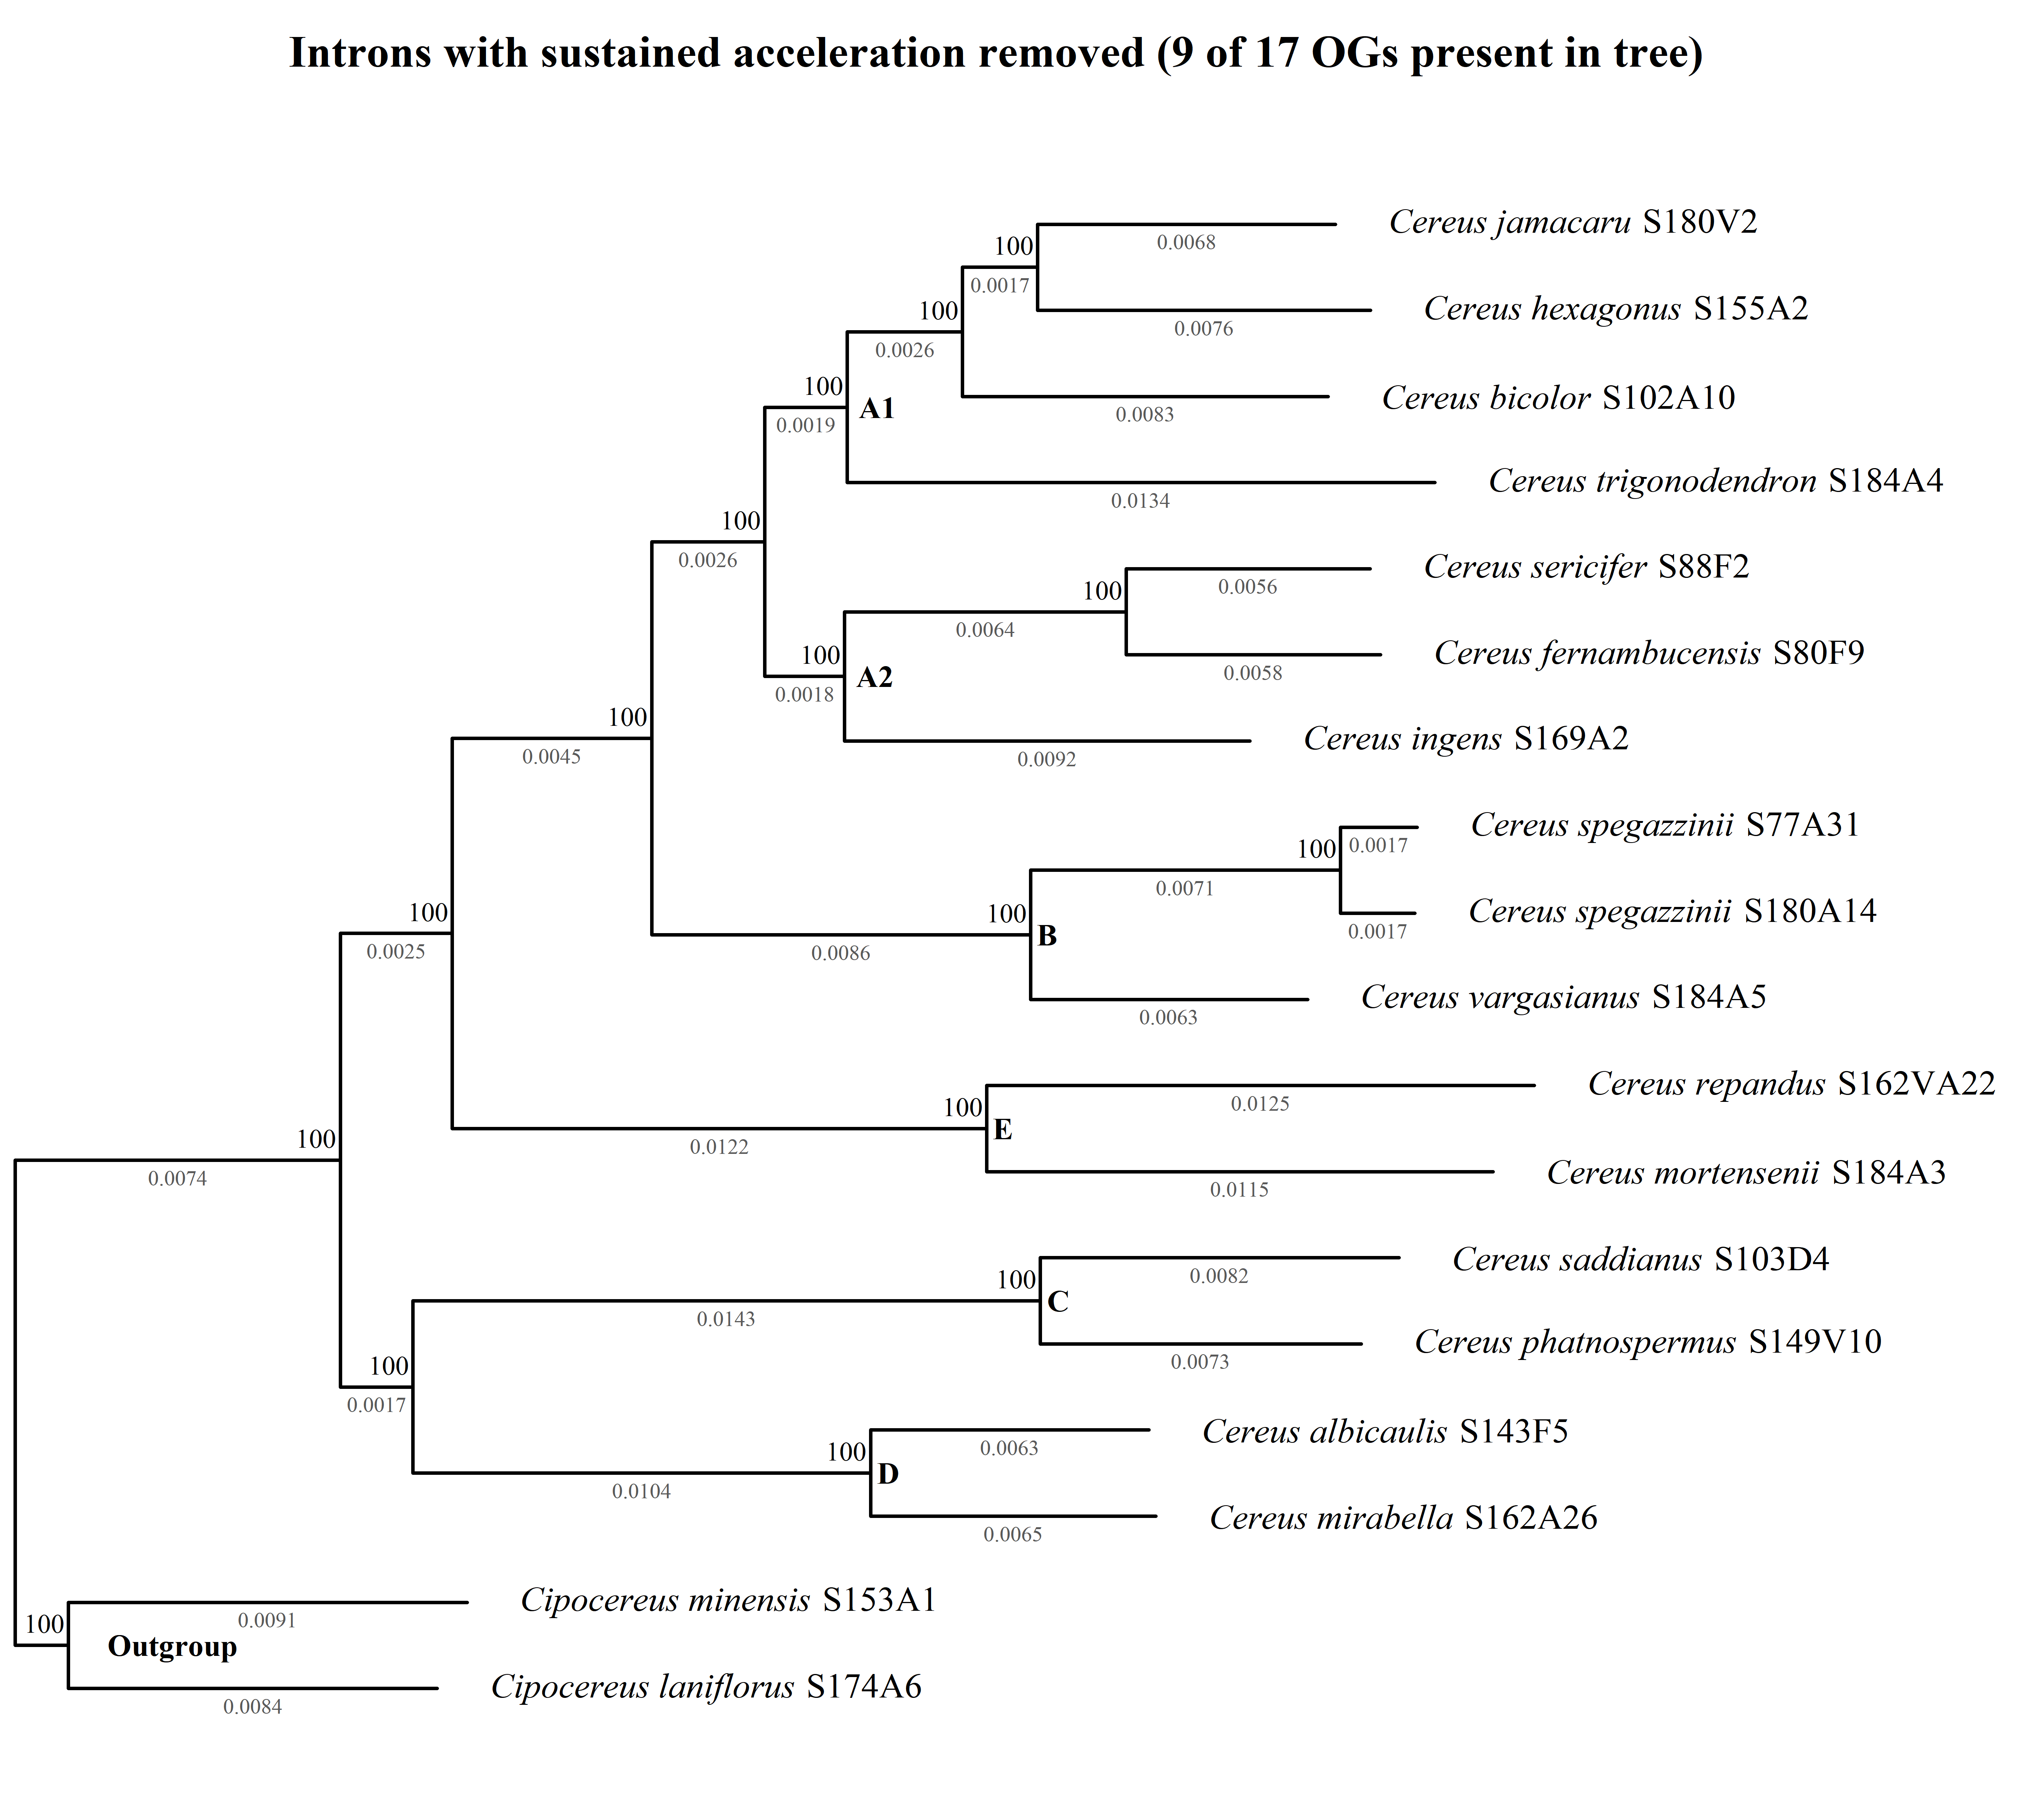 Introns with sustained acceleration removed (9 of 17 OGs present in tree)
Cereus jamacaru S180V2
100
0.0068
0.0017
Cereus hexagonus S155A2
100
0.0076
0.0026
100
Cereus bicolor S102A10
A1
0.0083
0.0019
Cereus trigonodendron S184A4
0.0134
100
0.0026
Cereus sericifer S88F2
100
0.0056
0.0064
Cereus fernambucensis S80F9
100
0.0058
A2
0.0018
100
Cereus ingens S169A2
0.0045
0.0092
Cereus spegazzinii S77A31
100
0.0017
0.0071
Cereus spegazzinii S180A14
100
100
0.0017
B
0.0025
0.0086
Cereus vargasianus S184A5
0.0063
Cereus repandus S162VA22
100
0.0125
E
100
0.0122
Cereus mortensenii S184A3
0.0074
0.0115
Cereus saddianus S103D4
100
0.0082
C
0.0143
Cereus phatnospermus S149V10
100
0.0073
0.0017
Cereus albicaulis S143F5
100
0.0063
D
0.0104
Cereus mirabella S162A26
0.0065
Cipocereus minensis S153A1
100
0.0091
Outgroup
Cipocereus laniflorus S174A6
0.0084